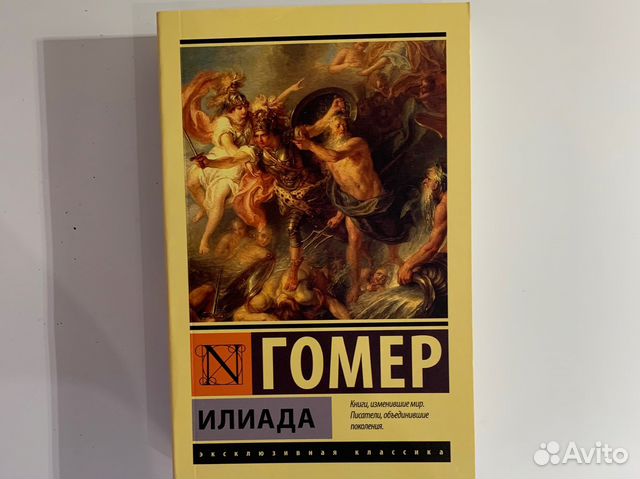 N
ГОМЕР
ИЛИАДА
Книги, изменившие мир.
Писатели, объединившие
поколения.
эксклюзивная классика
Avito